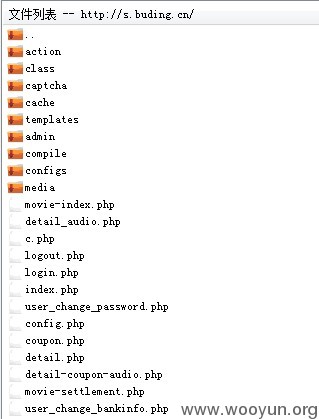 文件列表 -- http://s.buding.cn/
..
action
class
captcha
cache
templates
admin
compile
configs
media
movie-index.php
detail_audio.php
c.php
logout.php
login.php
index.php
user_change_password.php
config.php
coupon.php
detail.php
detail-coupon-audio.php
movie-settlement.php
user_change_bankinfo.php
www.wooyun.org